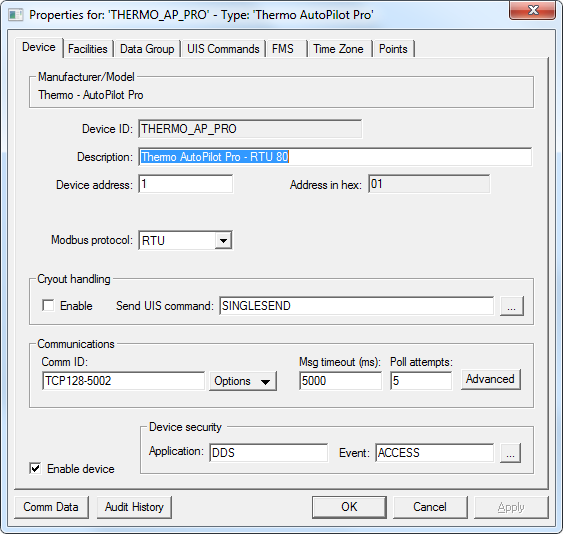 Properties for: 'THERMO_AP_PRO' - Type: 'Thermo AutoPilot Pro'
Device Facilities Data Group UIS Commands FMS Time Zone Points
Manufacturer/Model
Thermo - AutoPilot Pro
Device ID: THERMO_AP_PRO
Description: Thermo AutoPilot Pro - RTU 80
Device address: 1 Address in hex: 01
Modbus protocol: RTU
Cryout handling
Enable Send UIS command: SINGLESEND ...
Communications
Comm ID: Msg timeout (ms): Poll attempts:
TCP128-5002 Options 5000 5 Advanced
Device security
Application: DDS Event: ACCESS ...
Enable device
Comm Data Audit History OK Cancel Apply